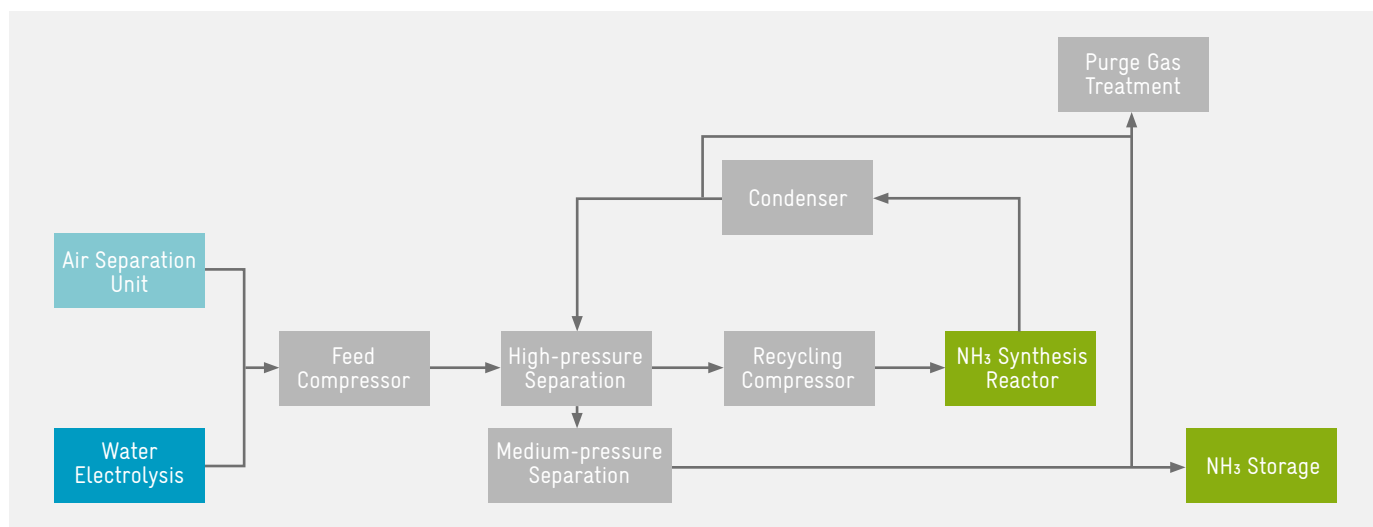 Purge Gas
Treatment
Condenser
Air Separation
Unit
Feed
Compressor
High-pressure
Separation
Recycling
Compressor
NH₃ Synthesis
Reactor
Water
Electrolysis
Medium-pressure
Separation
NH₃ Storage